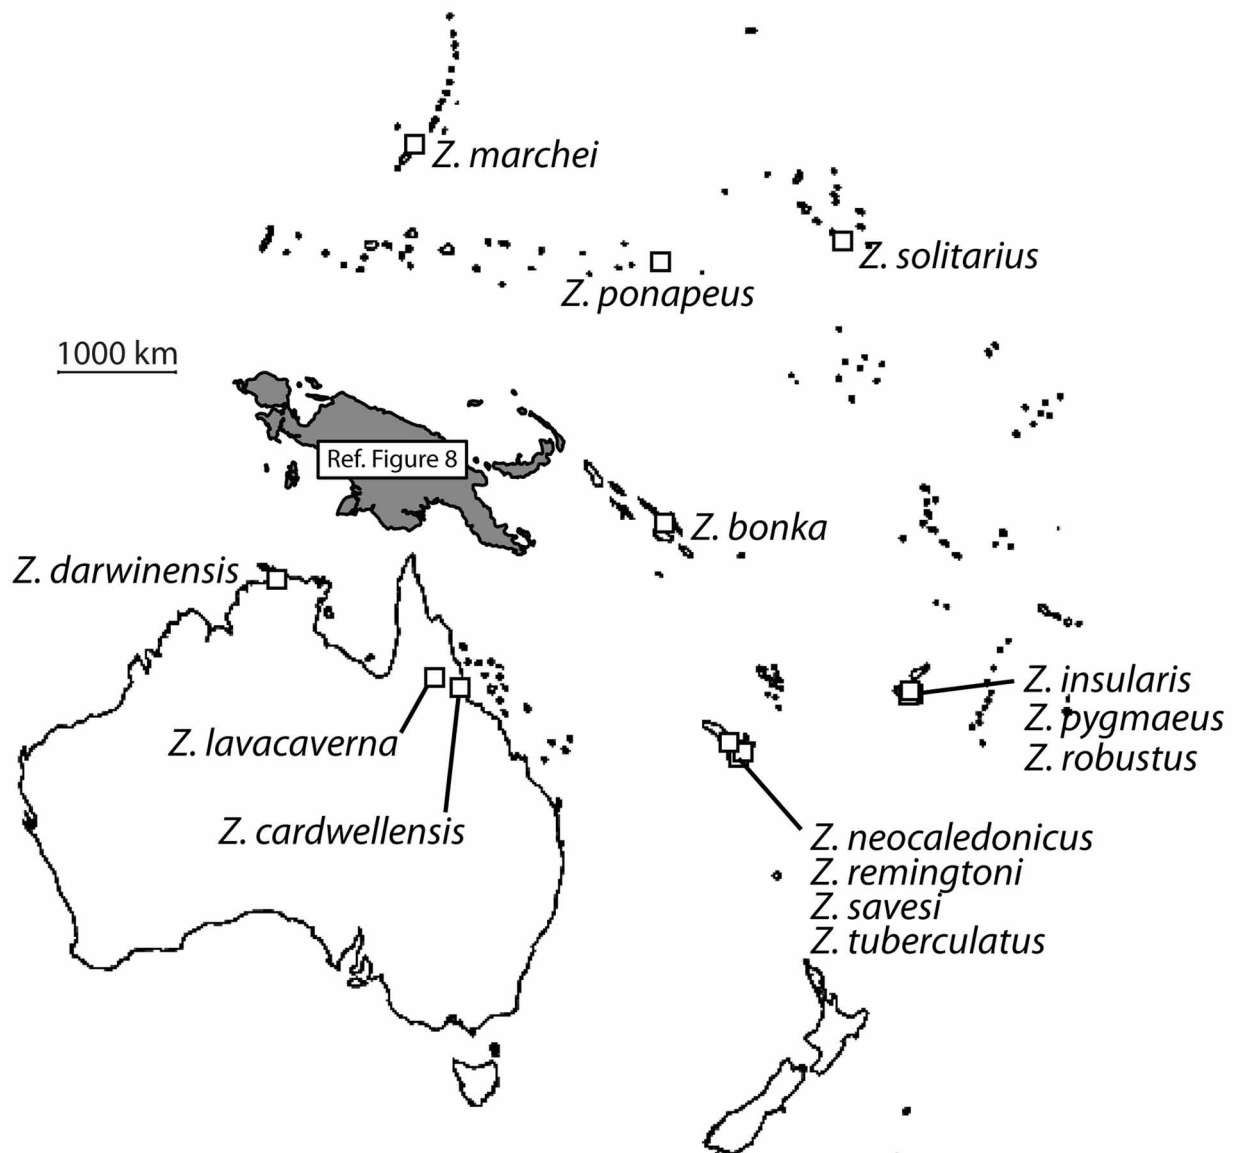 Z. marchei
Z. solitarius
Z. ponapeus
1000 km
Ref. Figure 8
Z. bonka
Z. darwinensis
Z. insularis
Z. pygmaeus
Z. robustus
Z. lavacaverna
Z. cardwellensis
Z. neocaledonicus
Z. remingtoni
Z. savesi
Z. tuberculatus